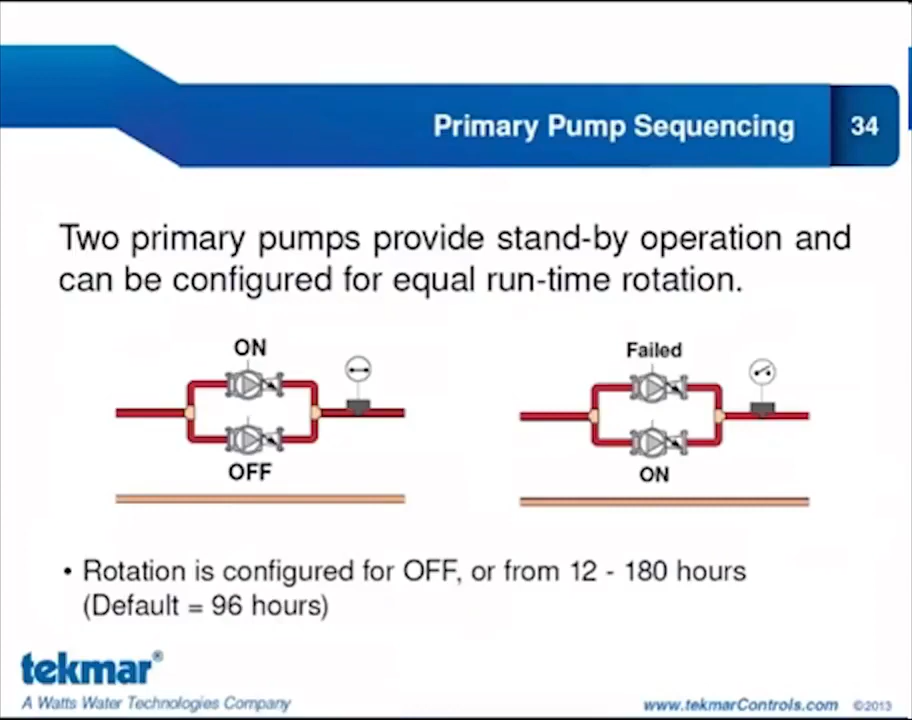 Primary Pump Sequencing
34
Two primary pumps provide stand-by operation and
can be configured for equal run-time rotation.
ON
OFF
Failed
ON
• Rotation is configured for OFF, or from 12 - 180 hours
(Default = 96 hours)
tekmar®
A Watts Water Technologies Company
www.tekmarControls.com ©2013